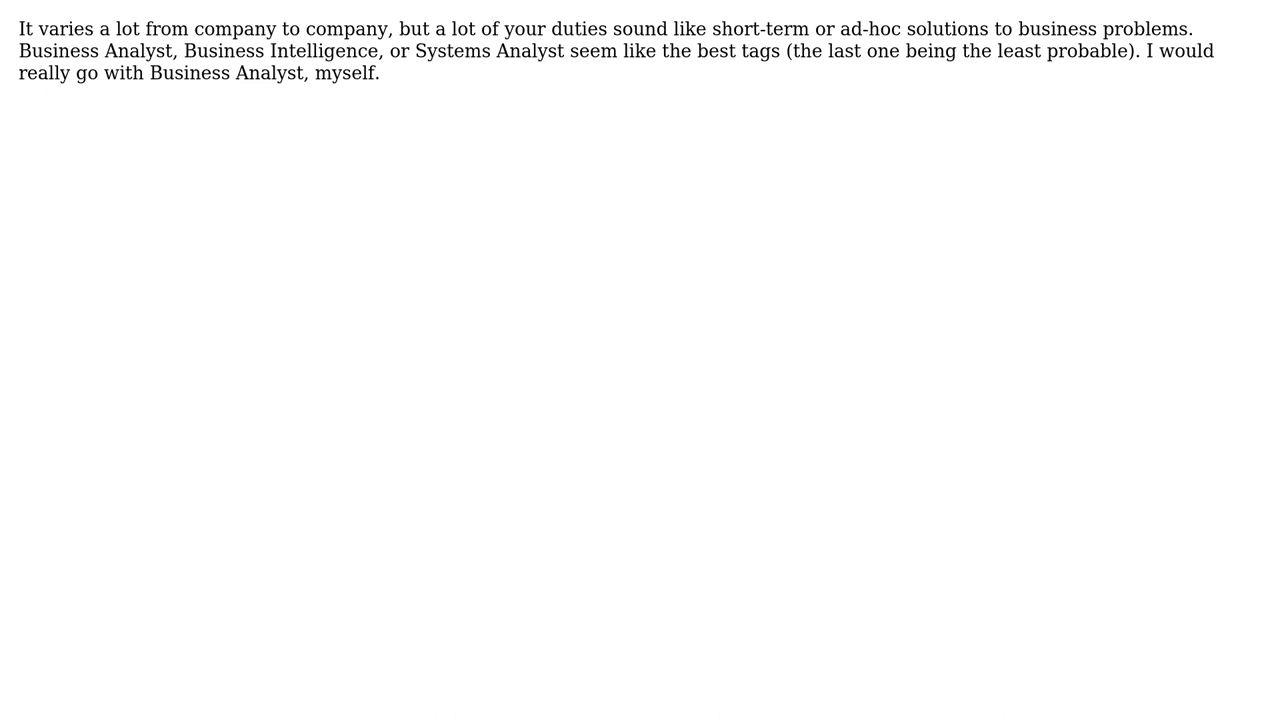 It varies a lot from company to company, but a lot of your duties sound like short-term or ad-hoc solutions to business problems.
Business Analyst, Business Intelligence, or Systems Analyst seem like the best tags (the last one being the least probable). I would
really go with Business Analyst, myself.